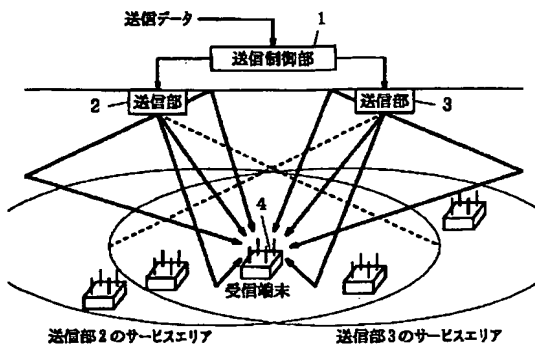 送信データ
1
送信制御部
2
送信部
送信部
3
4
受信端末
送信部2のサービスエリア
送信部3のサービスエリア